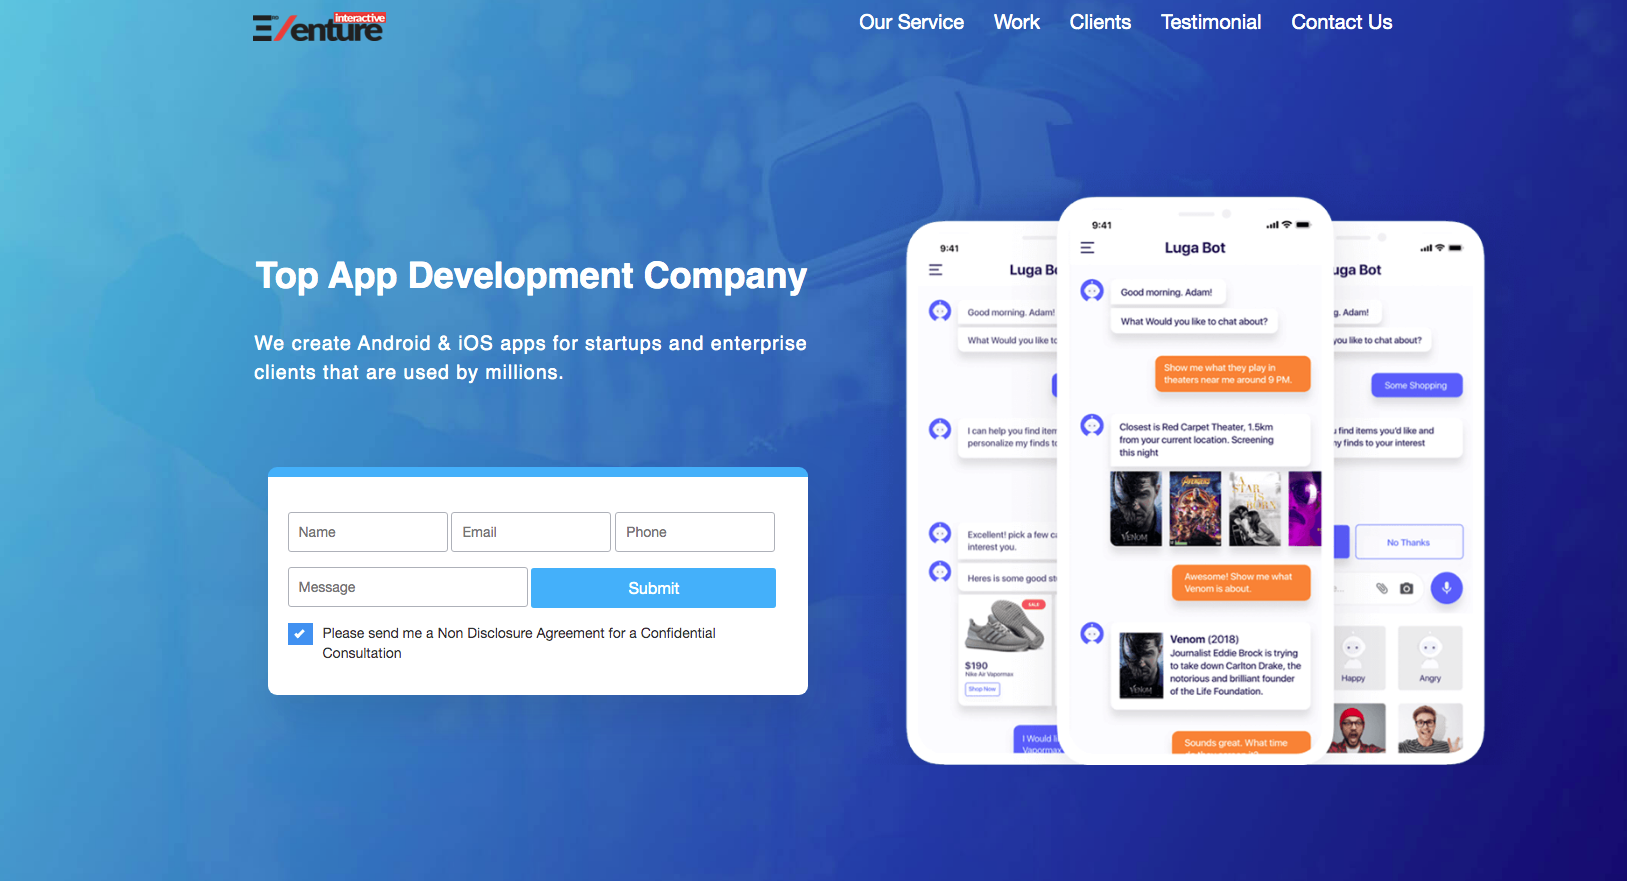 interactive
EVenture
Our Service
Work
Clients
Testimonial
Contact Us
Top App Development Company
We create Android & iOS apps for startups and enterprise
clients that are used by millions.
Name
Email
Phone
Message
Submit
Please send me a Non Disclosure Agreement for a Confidential
Consultation
9:41
Good morning. Adam!
What Would you like to
I can help you find item
personalize my finds to
Excellent! pick a few
interest you.
Heres is some good
SALE
$190
Nike Air Vapormax
Shop Now
I Would
Vapormax
9:41
Luga Bot
Good morning. Adam!
What Would you like to chat about?
Show me what they play in
theaters near me around 9 PM.
Closest is Red Carpet Theater, 1.5km
from your current location. Screening
this night
VENOM
AVENGERS
A
STAR
IS
BORN
Awesome! Show me what
Venom is about.
VENOM
Venom (2018)
Journalist Eddie Brock is trying
to take down Carlton Drake, the
notorious and brilliant founder
of the Life Foundation.
Sounds great. What time
uga Bot
g. Adam!
you like to chat about?
Some Shopping
find items you'd like and
my finds to your interest
No Thanks
Happy
Angry